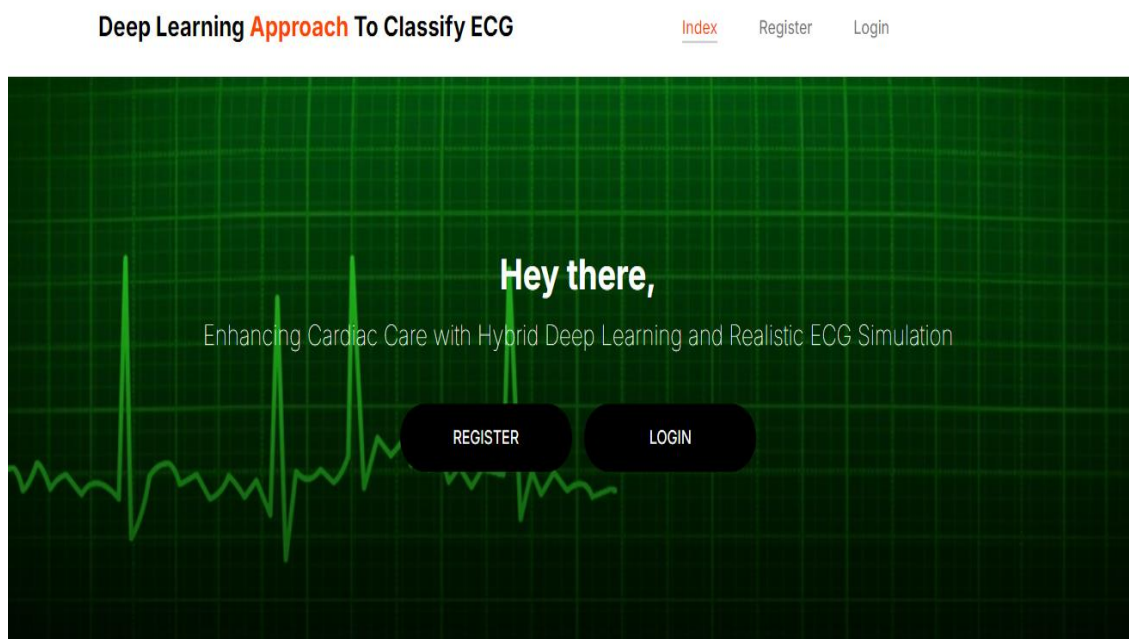 Deep Learning Approach To Classify ECG
Index Register Login
Hey there,
Enhancing Cardiac Care with Hybrid Deep Learning and Realistic ECG Simulation
REGISTER LOGIN